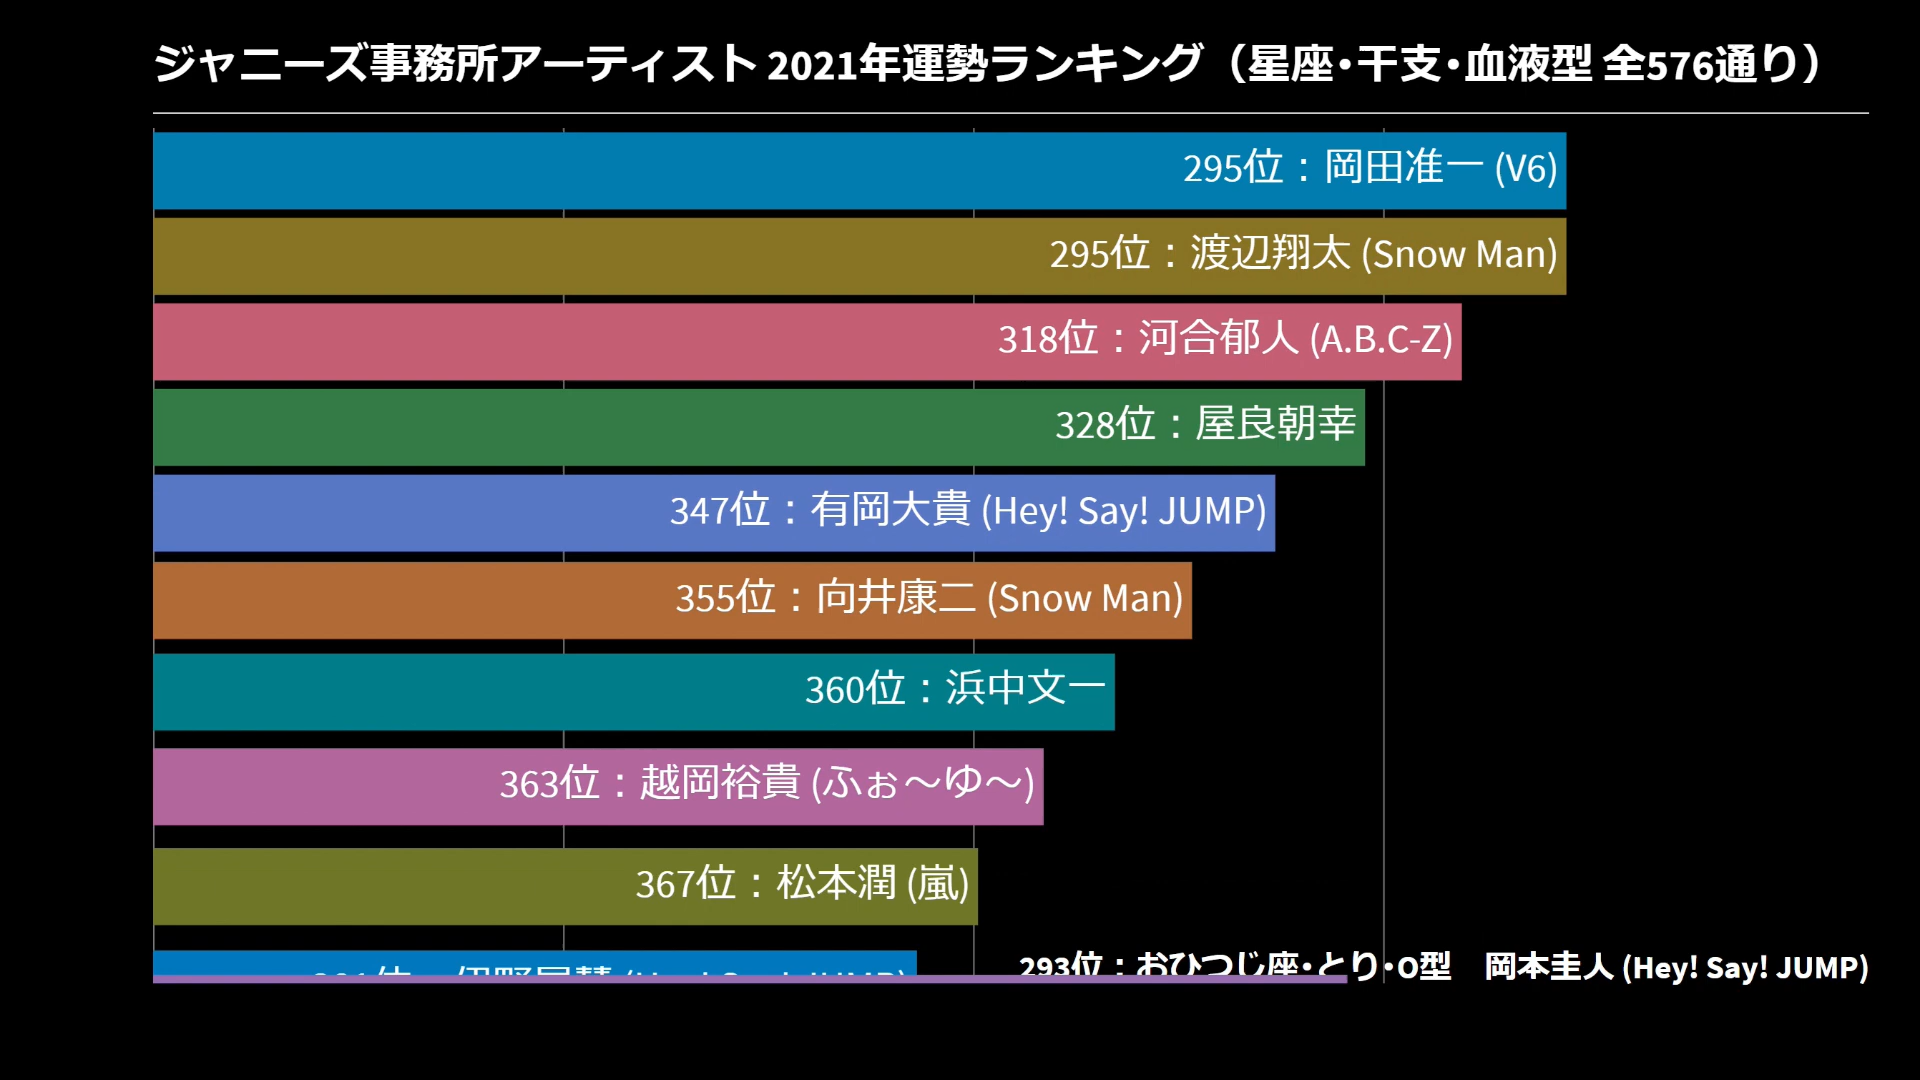 ジャニーズ事務所アーティスト 2021年運勢ランキング（星座・干支・血液型 全576通り）
295位：岡田准一 (V6)
295位：渡辺翔太 (Snow Man)
318位：河合郁人 (A.B.C-Z)
328位：屋良朝幸
347位：有岡大貴 (Hey! Say! JUMP)
355位：向井康二 (Snow Man)
360位：浜中文一
363位：越岡裕貴 (ふぉ～ゆ～)
367位：松本潤 (嵐)
293位：おひつじ座・とり・O型　岡本圭人 (Hey! Say! JUMP)